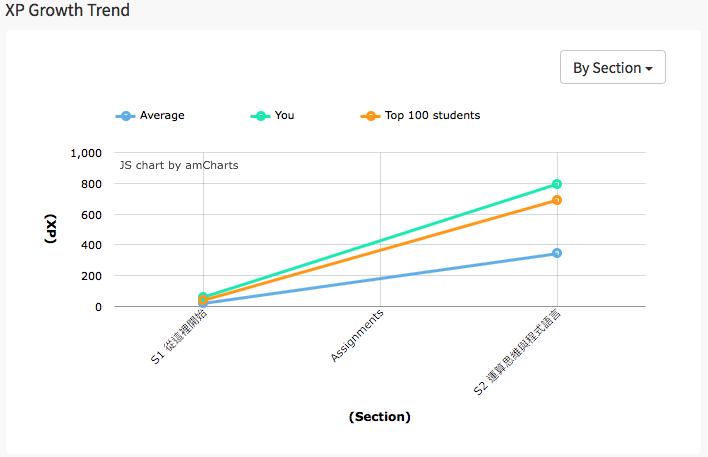 XP Growth Trend
By Section
Average
You
Top 100 students
JS chart by amCharts
1,000
800
600
400
200
0
(XP)
S1 從這裡開始
Assignments
S2 運算思維與程式語言
(Section)